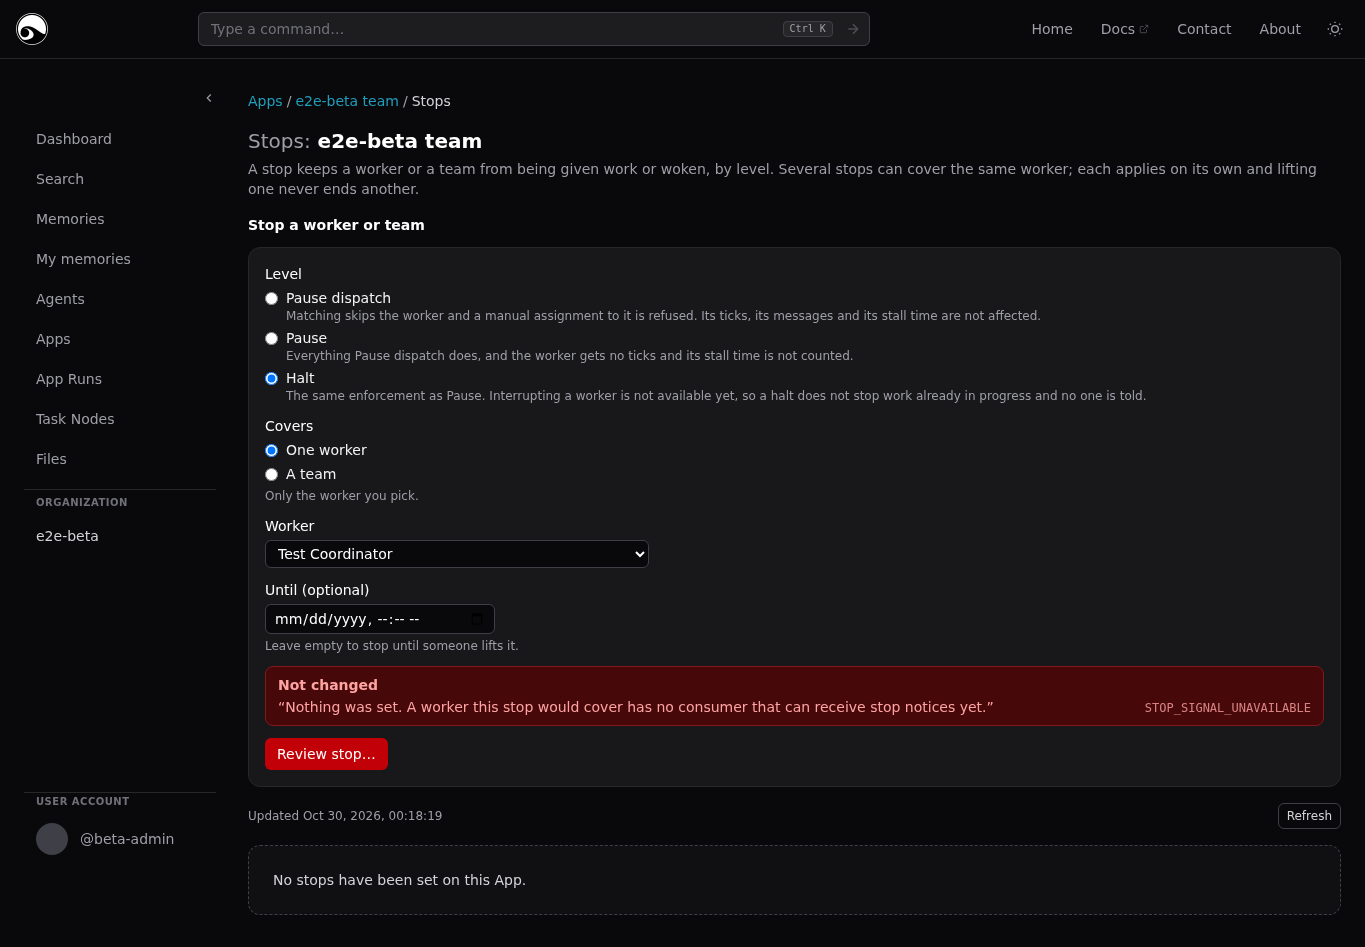 Type a command...
Ctrl K
Home
Docs
Contact
About
Dashboard
Search
Memories
My memories
Agents
Apps
App Runs
Task Nodes
Files
ORGANIZATION
e2e-beta
USER ACCOUNT
@beta-admin
Apps / e2e-beta team / Stops
Stops: e2e-beta team
A stop keeps a worker or a team from being given work or woken, by level. Several stops can cover the same worker; each applies on its own and lifting
one never ends another.
Stop a worker or team
Level
Pause dispatch
Matching skips the worker and a manual assignment to it is refused. Its ticks, its messages and its stall time are not affected.
Pause
Everything Pause dispatch does, and the worker gets no ticks and its stall time is not counted.
Halt
The same enforcement as Pause. Interrupting a worker is not available yet, so a halt does not stop work already in progress and no one is told.
Covers
One worker
A team
Only the worker you pick.
Worker
Test Coordinator
Until (optional)
mm/dd/yyyy, --:-- --
Leave empty to stop until someone lifts it.
Not changed
“Nothing was set. A worker this stop would cover has no consumer that can receive stop notices yet.”
STOP_SIGNAL_UNAVAILABLE
Review stop...
Updated Oct 30, 2026, 00:18:19
Refresh
No stops have been set on this App.